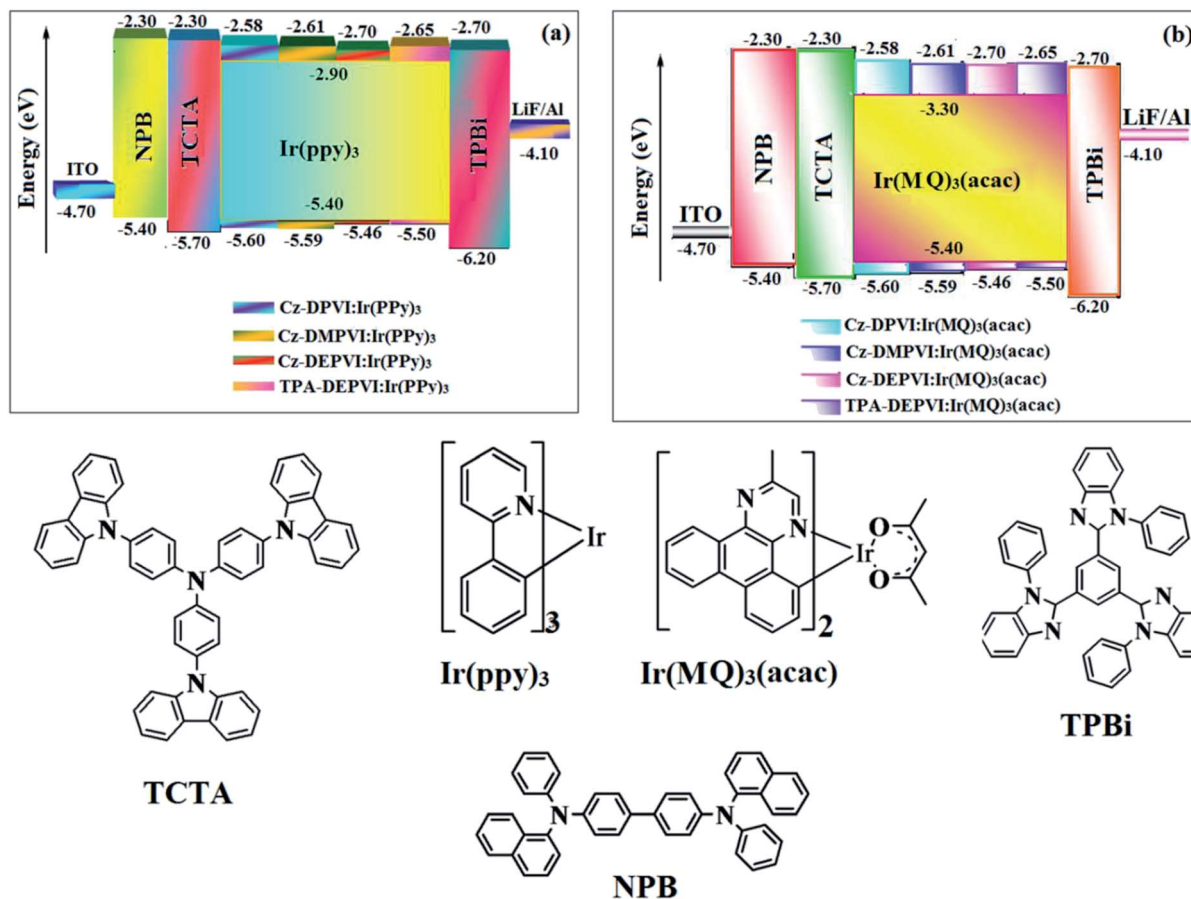 (a)
Energy (eV)
-2.30 -2.30 -2.58 -2.61 -2.70 -2.65 -2.70
-2.90
NPB
TCTA
Ir(ppy)₃
TPBi
LiF/Al
-4.10
ITO
-4.70
-5.40
-5.40 -5.70 -5.60 -5.59 -5.46 -5.50 -6.20
Cz-DPVI:Ir(PPy)₃
Cz-DMPVI:Ir(PPy)₃
Cz-DEPVI:Ir(PPy)₃
TPA-DEPVI:Ir(PPy)₃
(b)
Energy (eV)
-2.30 -2.30 -2.58 -2.61 -2.70 -2.65 -2.70
-3.30
NPB
TCTA
Ir(MQ)₃(acac)
TPBi
LiF/Al
-4.10
ITO
-4.70
-5.40
-5.40 -5.70 -5.60 -5.59 -5.46 -5.50 -6.20
Cz-DPVI:Ir(MQ)₃(acac)
Cz-DMPVI:Ir(MQ)₃(acac)
Cz-DEPVI:Ir(MQ)₃(acac)
TPA-DEPVI:Ir(MQ)₃(acac)
N N N N
TCTA
N Ir 3
Ir(ppy)₃
N N Ir O O 2
Ir(MQ)₃(acac)
N N N N N N
TPBi
N N
NPB